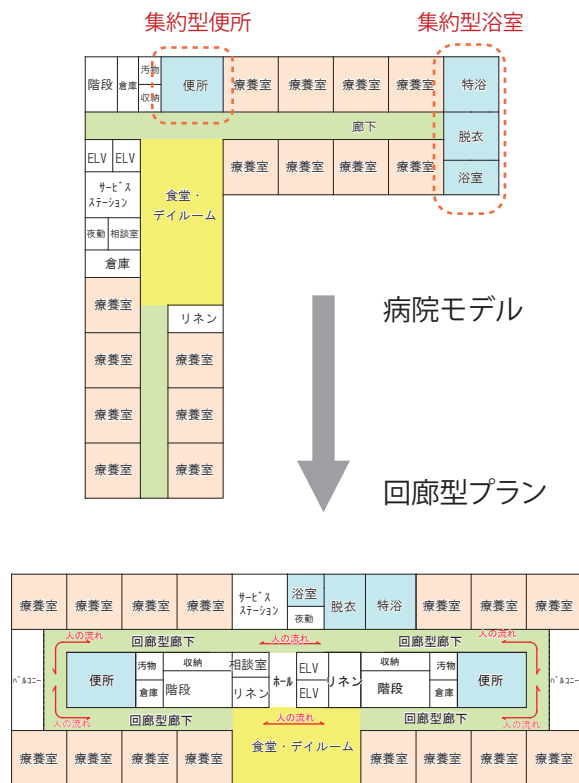 集約型便所
集約型浴室
階段
倉庫
汚物
収納
便所
療養室
療養室
療養室
療養室
特浴
廊下
脱衣
ELV
ELV
療養室
療養室
療養室
療養室
浴室
ｻｰﾋﾞｽ
ｽﾃｰｼｮﾝ
食堂・
デイルーム
夜勤
相談室
倉庫
療養室
リネン
病院モデル
療養室
療養室
療養室
療養室
療養室
療養室
回廊型プラン
療養室
療養室
療養室
療養室
ｻｰﾋﾞｽ
ｽﾃｰｼｮﾝ
浴室
夜勤
脱衣
特浴
療養室
療養室
療養室
人の流れ
回廊型廊下
人の流れ
回廊型廊下
人の流れ
ﾊﾞﾙｺﾆｰ
便所
汚物
倉庫
収納
階段
相談室
リネン
ホール
ELV
ELV
リネン
収納
階段
汚物
倉庫
便所
ﾊﾞﾙｺﾆｰ
人の流れ
回廊型廊下
人の流れ
回廊型廊下
人の流れ
療養室
療養室
療養室
療養室
食堂・デイルーム
療養室
療養室
療養室
療養室